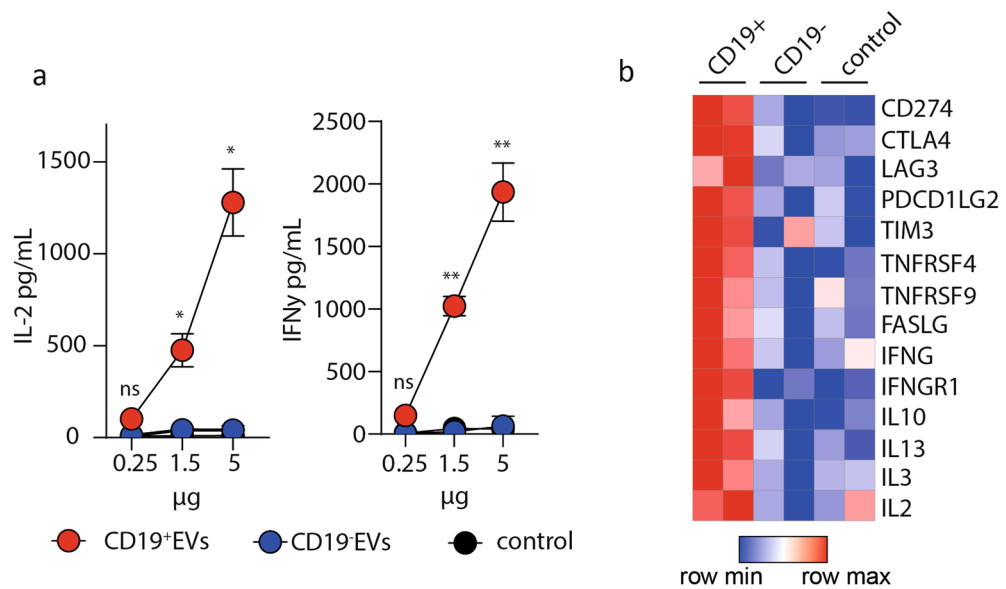 a
IL-2 pg/mL
1500
1000
500
0
ns
*
*
0.25 1.5 5
µg
IFNy pg/mL
2500
2000
1500
1000
500
0
ns
**
**
0.25 1.5 5
µg
CD19⁺EVs
CD19⁻EVs
control
b
CD19+
CD19-
control
CD274
CTLA4
LAG3
PDCD1LG2
TIM3
TNFRSF4
TNFRSF9
FASLG
IFNG
IFNGR1
IL10
IL13
IL3
IL2
row min row max